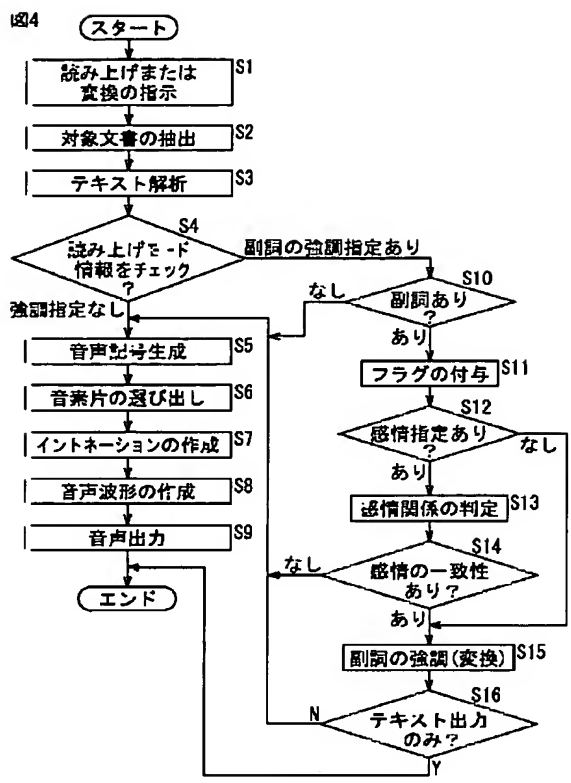 図4
スタート
読み上げまたは
変換の指示
S1
対象文書の抽出
S2
テキスト解析
S3
S4
読み上げモード
情報をチェック
?
副詞の強調指定あり
強調指定なし
音声記号生成
S5
音素片の選び出し
S6
イントネーションの作成
S7
音声波形の作成
S8
音声出力
S9
エンド
S10
副詞あり
?
なし
あり
フラグの付与
S11
S12
感情指定あり
?
なし
あり
感情関係の判定
S13
S14
感情の一致性
あり?
なし
あり
副詞の強調(変換)
S15
S16
テキスト出力
のみ?
N
Y